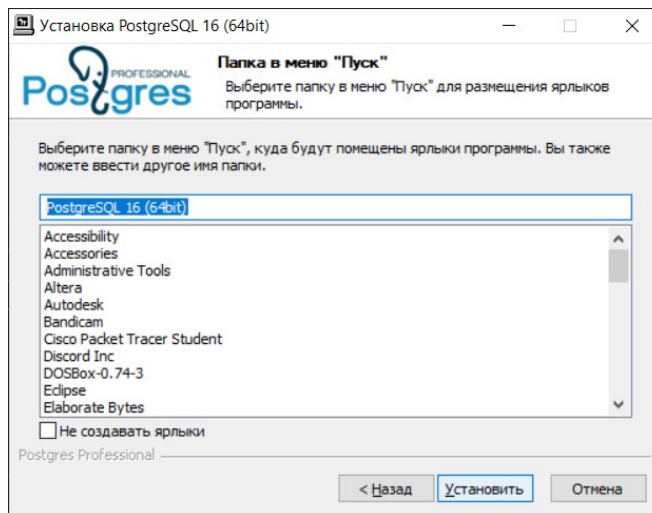 Установка PostgreSQL 16 (64bit)
PROFESSIONAL
Postgres
Папка в меню "Пуск"
Выберите папку в меню "Пуск" для размещения ярлыков
программы.
Выберите папку в меню "Пуск", куда будут помещены ярлыки программы. Вы также
можете ввести другое имя папки.
PostgreSQL 16 (64bit)
Accessibility
Accessories
Administrative Tools
Altera
Autodesk
Bandicam
Cisco Packet Tracer Student
Discord Inc
DOSBox-0.74-3
Eclipse
Elaborate Bytes
Не создавать ярлыки
Postgres Professional
< Назад Установить Отмена